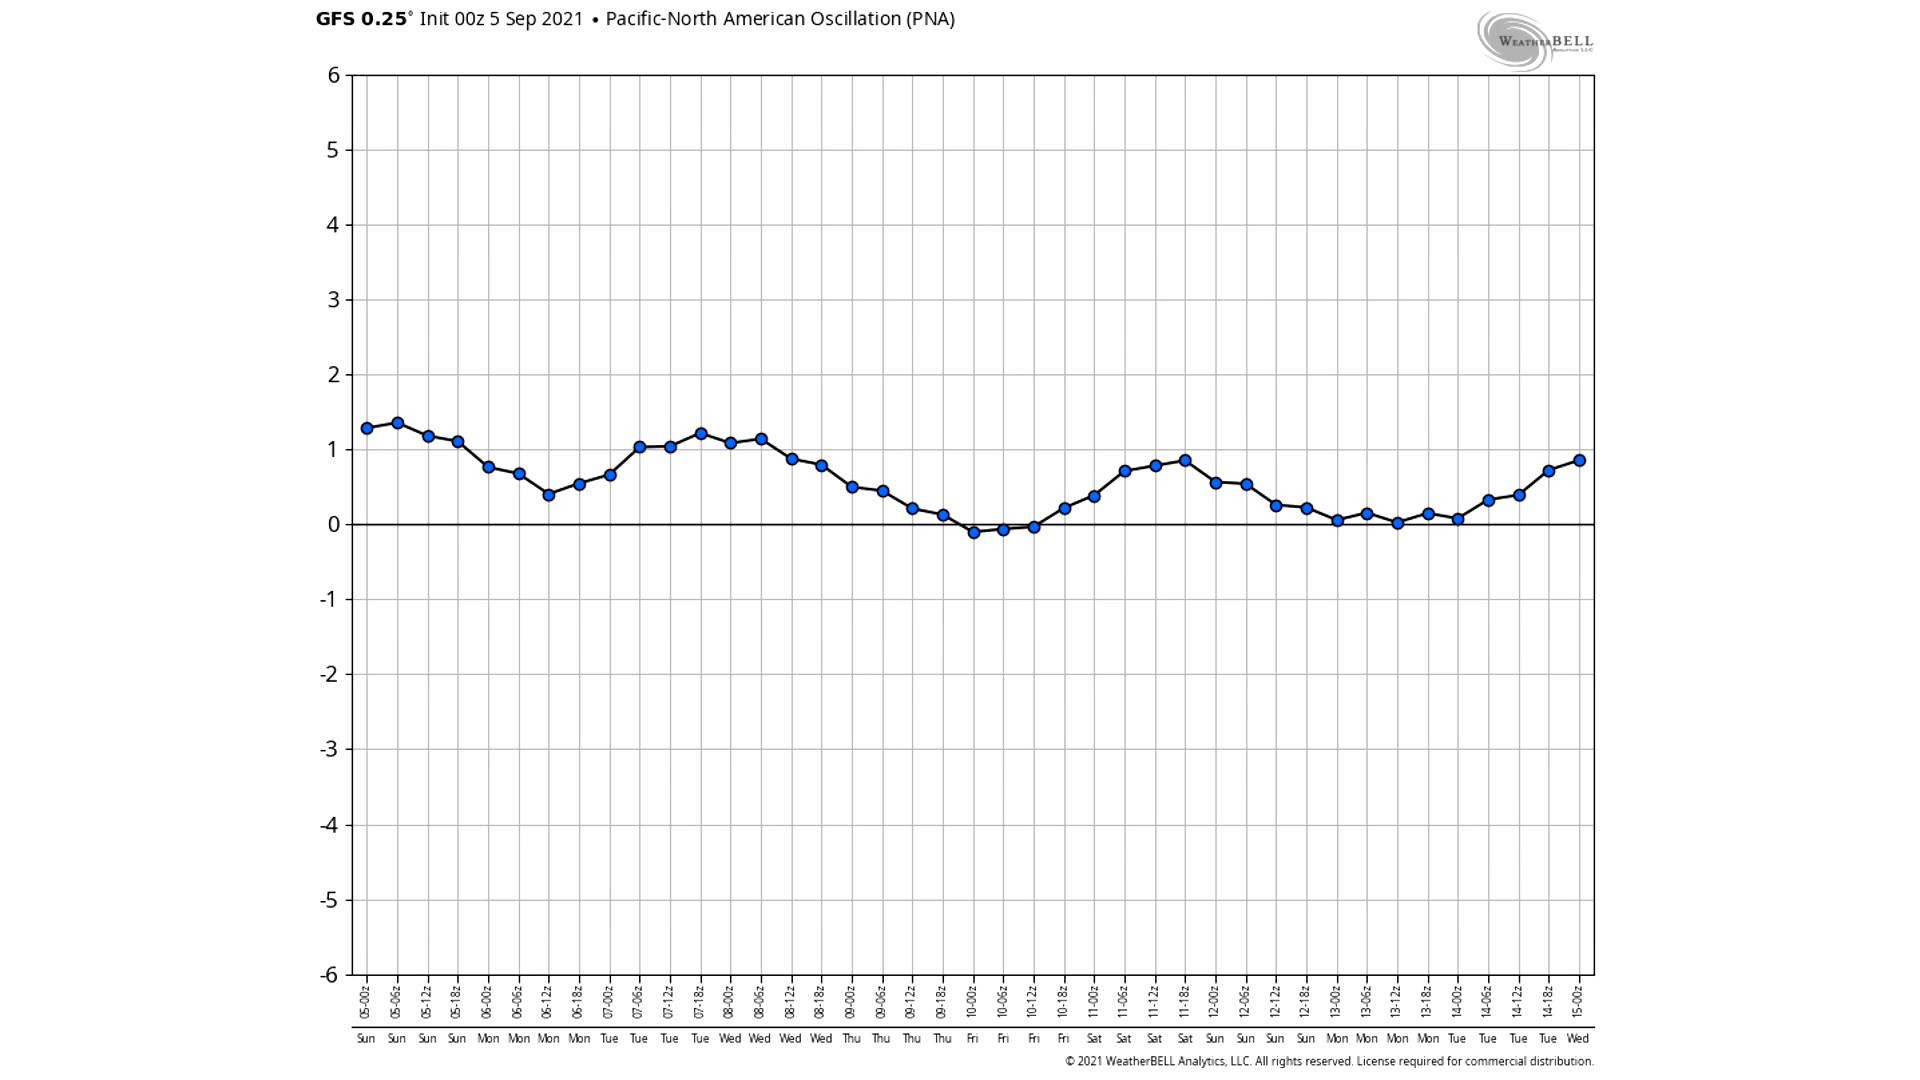 GFS 0.25° Init 00z 5 Sep 2021 • Pacific-North American Oscillation (PNA)
WEATHERBELL
ANALYTICS LLC
6
5
4
3
2
1
0
-1
-2
-3
-4
-5
-6
05-00z 05-06z 05-12z 05-18z 06-00z 06-06z 06-12z 06-18z 07-00z 07-06z 07-12z 07-18z 08-00z 08-06z 08-12z 08-18z 09-00z 09-06z 09-12z 09-18z 10-00z 10-06z 10-12z 10-18z 11-00z 11-06z 11-12z 11-18z 12-00z 12-06z 12-12z 12-18z 13-00z 13-06z 13-12z 13-18z 14-00z 14-06z 14-12z 14-18z 15-00z
Sun Sun Sun Sun Mon Mon Mon Mon Tue Tue Tue Tue Wed Wed Wed Wed Thu Thu Thu Thu Fri Fri Fri Fri Sat Sat Sat Sat Sun Sun Sun Sun Mon Mon Mon Mon Tue Tue Tue Tue Wed
© 2021 WeatherBELL Analytics, LLC. All rights reserved. License required for commercial distribution.